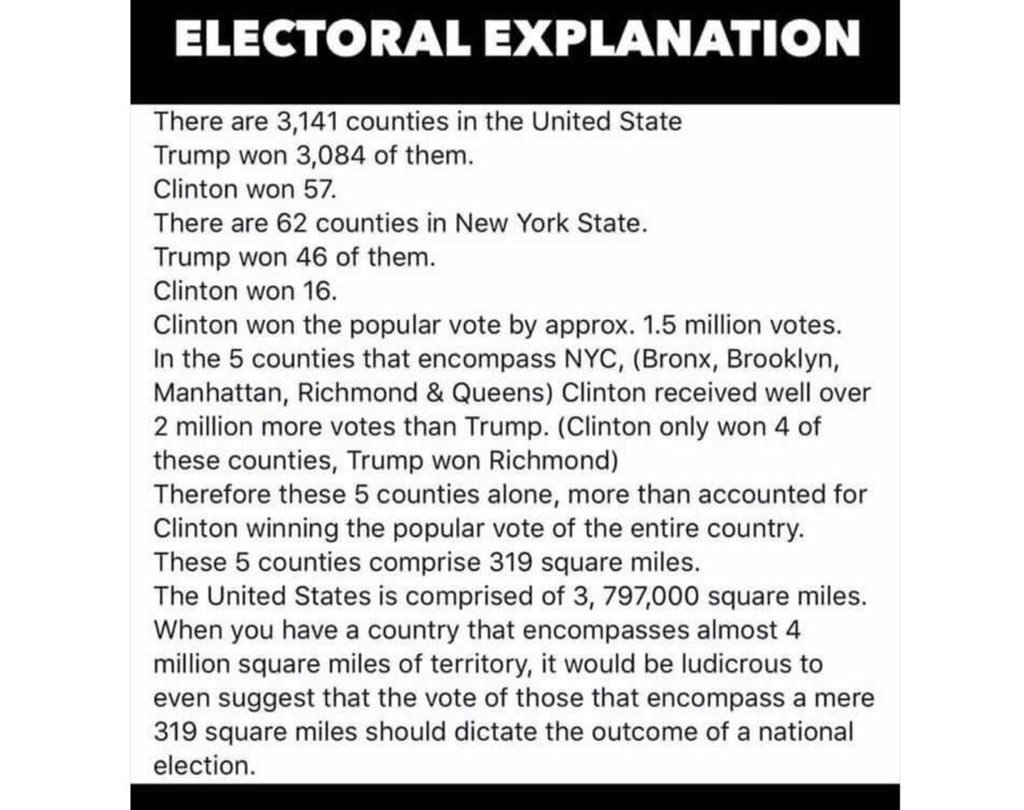 ELECTORAL EXPLANATION
There are 3,141 counties in the United State
Trump won 3,084 of them.
Clinton won 57.
There are 62 counties in New York State.
Trump won 46 of them.
Clinton won 16.
Clinton won the popular vote by approx. 1.5 million votes.
In the 5 counties that encompass NYC, (Bronx, Brooklyn,
Manhattan, Richmond & Queens) Clinton received well over
2 million more votes than Trump. (Clinton only won 4 of
these counties, Trump won Richmond)
Therefore these 5 counties alone, more than accounted for
Clinton winning the popular vote of the entire country.
These 5 counties comprise 319 square miles.
The United States is comprised of 3, 797,000 square miles.
When you have a country that encompasses almost 4
million square miles of territory, it would be ludicrous to
even suggest that the vote of those that encompass a mere
319 square miles should dictate the outcome of a national
election.